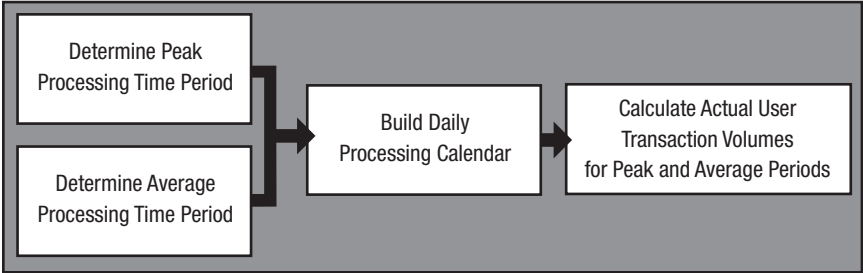 Determine Peak
Processing Time Period
Determine Average
Processing Time Period
Build Daily
Processing Calendar
Calculate Actual User
Transaction Volumes
for Peak and Average Periods